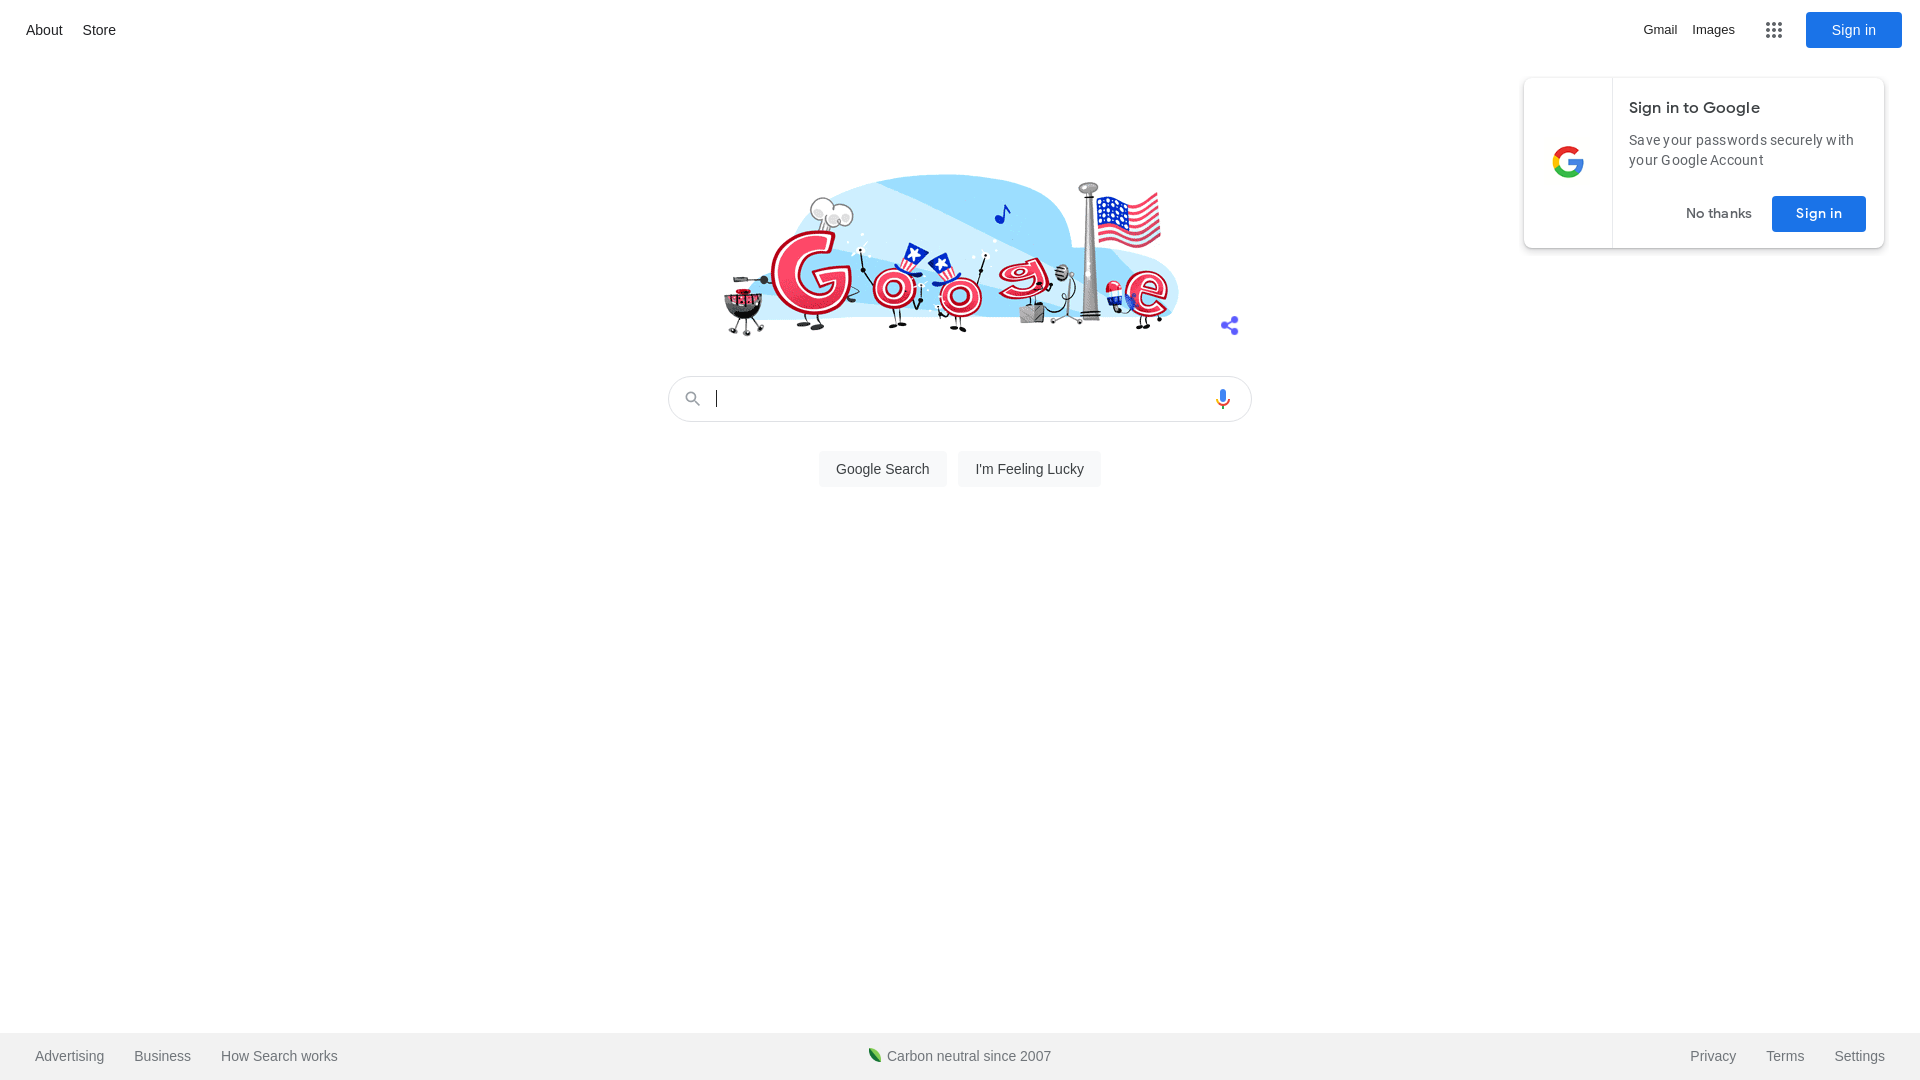 About Store
Gmail Images Sign in
Sign in to Google
Save your passwords securely with
your Google Account
No thanks Sign in
Google
Google Search I'm Feeling Lucky
Advertising Business How Search works
Carbon neutral since 2007
Privacy Terms Settings